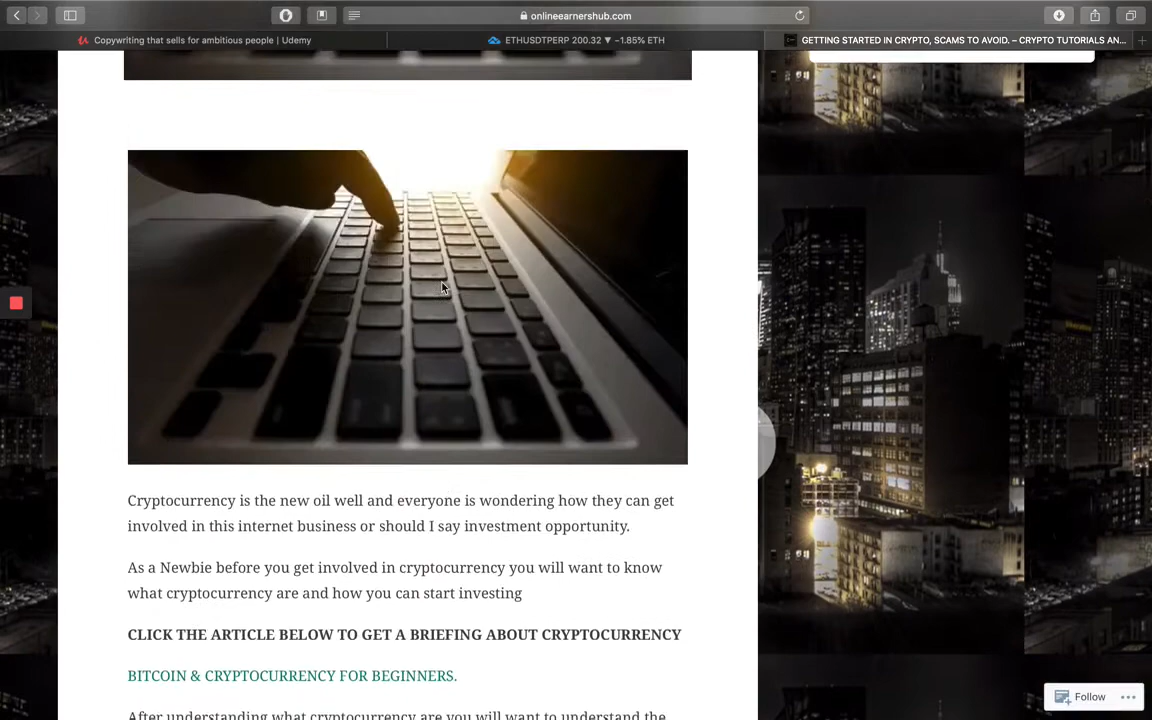 onlineearnershub.com
Copywriting that sells for ambitious people | Udemy
ETHUSDTPERP 200.32 ▼ −1.85% ETH
GETTING STARTED IN CRYPTO, SCAMS TO AVOID. – CRYPTO TUTORIALS AN...
Cryptocurrency is the new oil well and everyone is wondering how they can get
involved in this internet business or should I say investment opportunity.
As a Newbie before you get involved in cryptocurrency you will want to know
what cryptocurrency are and how you can start investing
CLICK THE ARTICLE BELOW TO GET A BRIEFING ABOUT CRYPTOCURRENCY
BITCOIN & CRYPTOCURRENCY FOR BEGINNERS.
After understanding what cryptocurrency are you will want to understand the
Follow